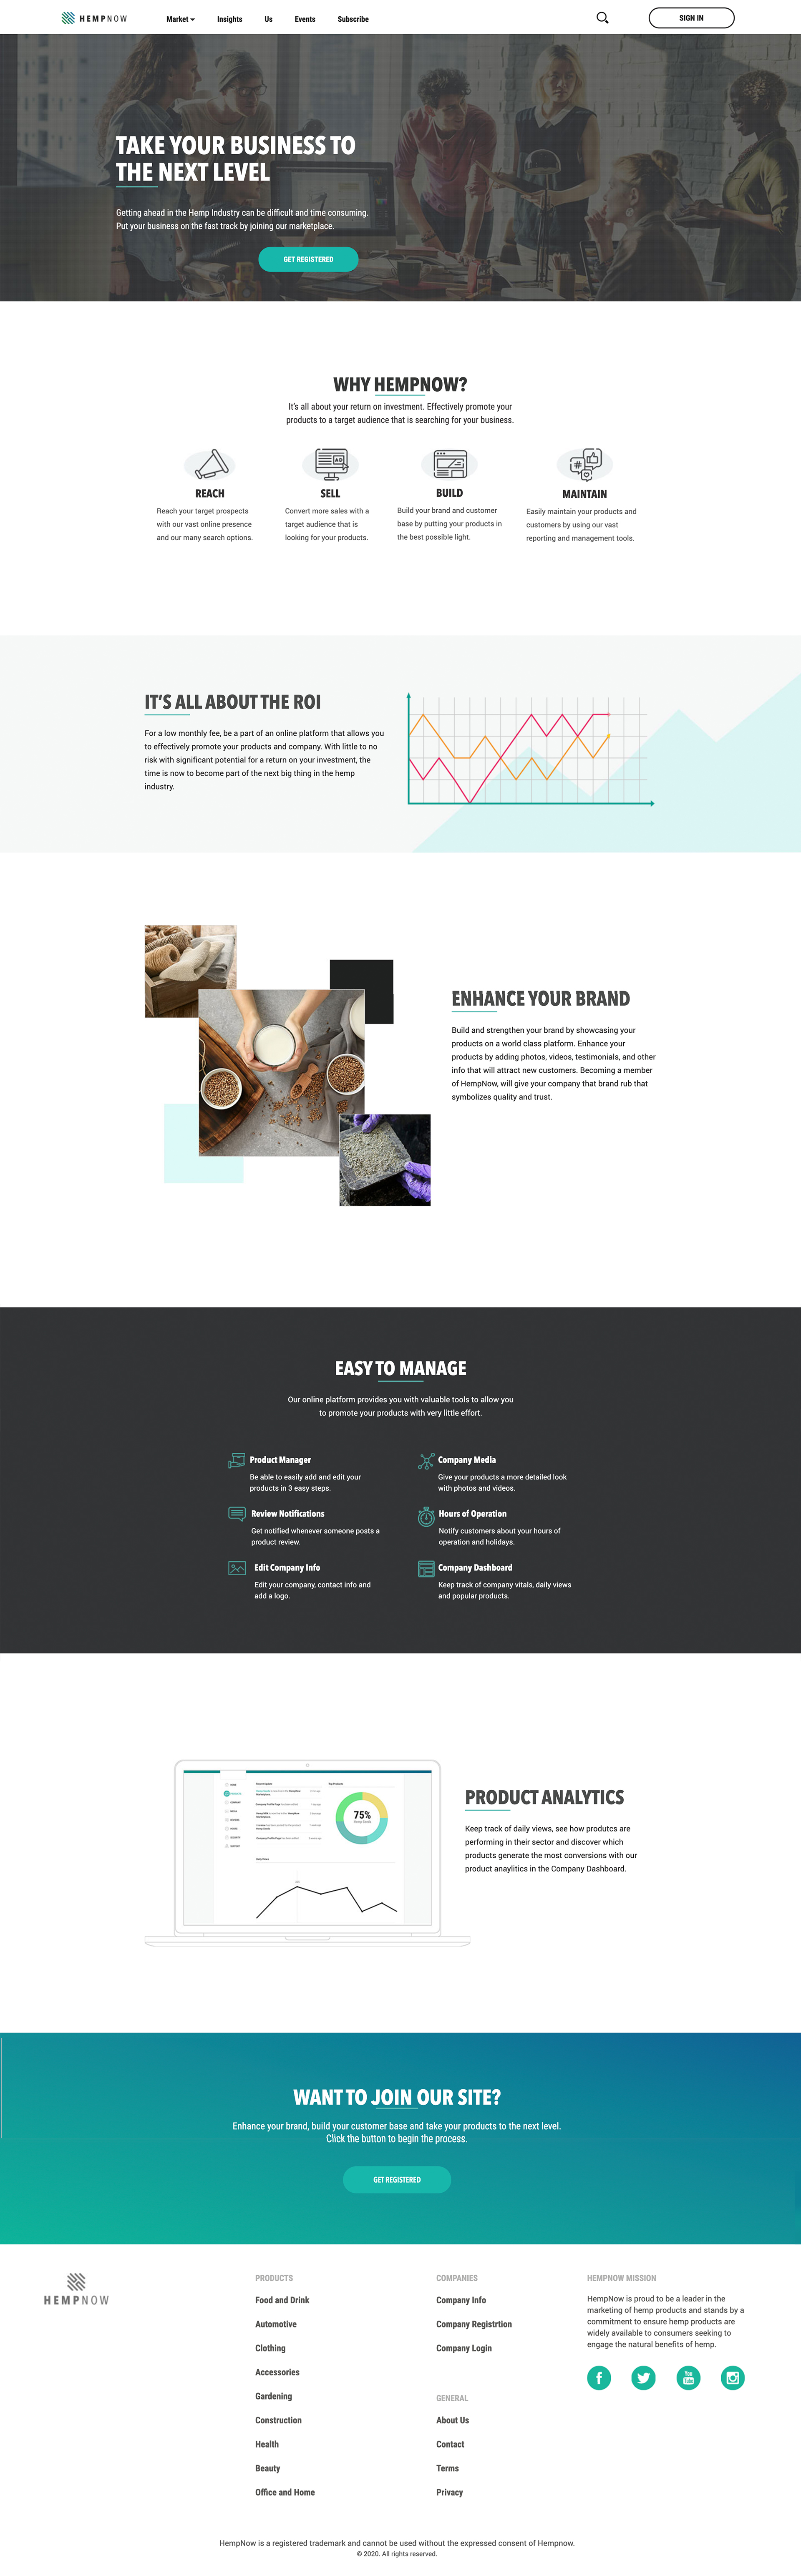 HEMPNOW
Market
Insights
Us
Events
Subscribe
SIGN IN
TAKE YOUR BUSINESS TO
THE NEXT LEVEL
Getting ahead in the Hemp Industry can be difficult and time consuming.
Put your business on the fast track by joining our marketplace.
GET REGISTERED
WHY HEMPNOW?
It's all about your return on investment. Effectively promote your
products to a target audience that is searching for your business.
REACH
Reach your target prospects
with our vast online presence
and our many search options.
AD
SELL
Convert more sales with a
target audience that is
looking for your products.
BUILD
Build your brand and customer
base by putting your products in
the best possible light.
#
MAINTAIN
Easily maintain your products and
customers by using our vast
reporting and management tools.
IT'S ALL ABOUT THE ROI
For a low monthly fee, be a part of an online platform that allows you
to effectively promote your products and company. With little to no
risk with significant potential for a return on your investment, the
time is now to become part of the next big thing in the hemp
industry.
ENHANCE YOUR BRAND
Build and strengthen your brand by showcasing your
products on a world class platform. Enhance your
products by adding photos, videos, testimonials, and other
info that will attract new customers. Becoming a member
of HempNow, will give your company that brand rub that
symbolizes quality and trust.
EASY TO MANAGE
Our online platform provides you with valuable tools to allow you
to promote your products with very little effort.
Product Manager
Be able to easily add and edit your
products in 3 easy steps.
Company Media
Give your products a more detailed look
with photos and videos.
Review Notifications
Get notified whenever someone posts a
product review.
Hours of Operation
Notify customers about your hours of
operation and holidays.
Edit Company Info
Edit your company, contact info and
add a logo.
Company Dashboard
Keep track of company vitals, daily views
and popular products.
75%
PRODUCT ANALYTICS
Keep track of daily views, see how produtcs are
performing in their sector and discover which
products generate the most conversions with our
product anaylitics in the Company Dashboard.
WANT TO JOIN OUR SITE?
Enhance your brand, build your customer base and take your products to the next level.
Click the button to begin the process.
GET REGISTERED
HEMPNOW
PRODUCTS
Food and Drink
Automotive
Clothing
Accessories
Gardening
Construction
Health
Beauty
Office and Home
COMPANIES
Company Info
Company Registrtion
Company Login
GENERAL
About Us
Contact
Terms
Privacy
HEMPNOW MISSION
HempNow is proud to be a leader in the
marketing of hemp products and stands by a
commitment to ensure hemp products are
widely available to consumers seeking to
engage the natural benefits of hemp.
f
You
Tube
HempNow is a registered trademark and cannot be used without the expressed consent of Hempnow.
© 2020. All rights reserved.